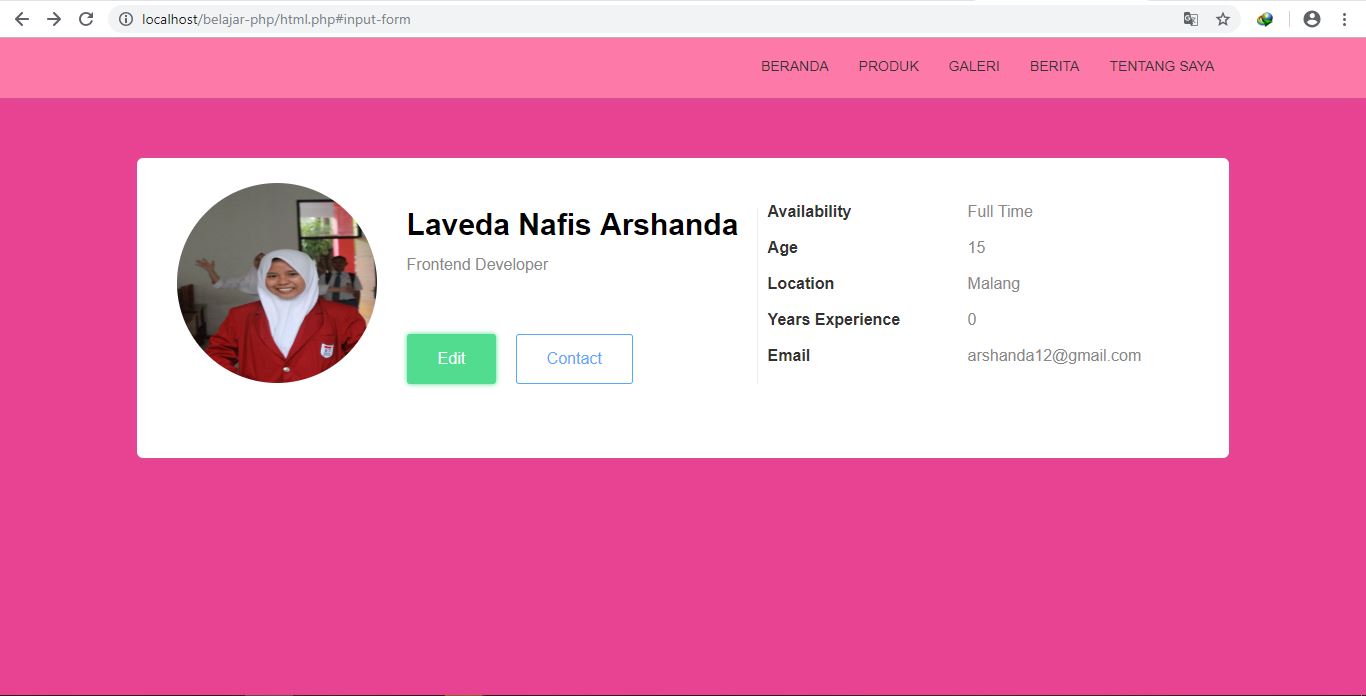 localhost/belajar-php/html.php#input-form
BERANDA PRODUK GALERI BERITA TENTANG SAYA
Laveda Nafis Arshanda
Frontend Developer
Edit Contact
Availability Full Time
Age 15
Location Malang
Years Experience 0
Email arshanda12@gmail.com